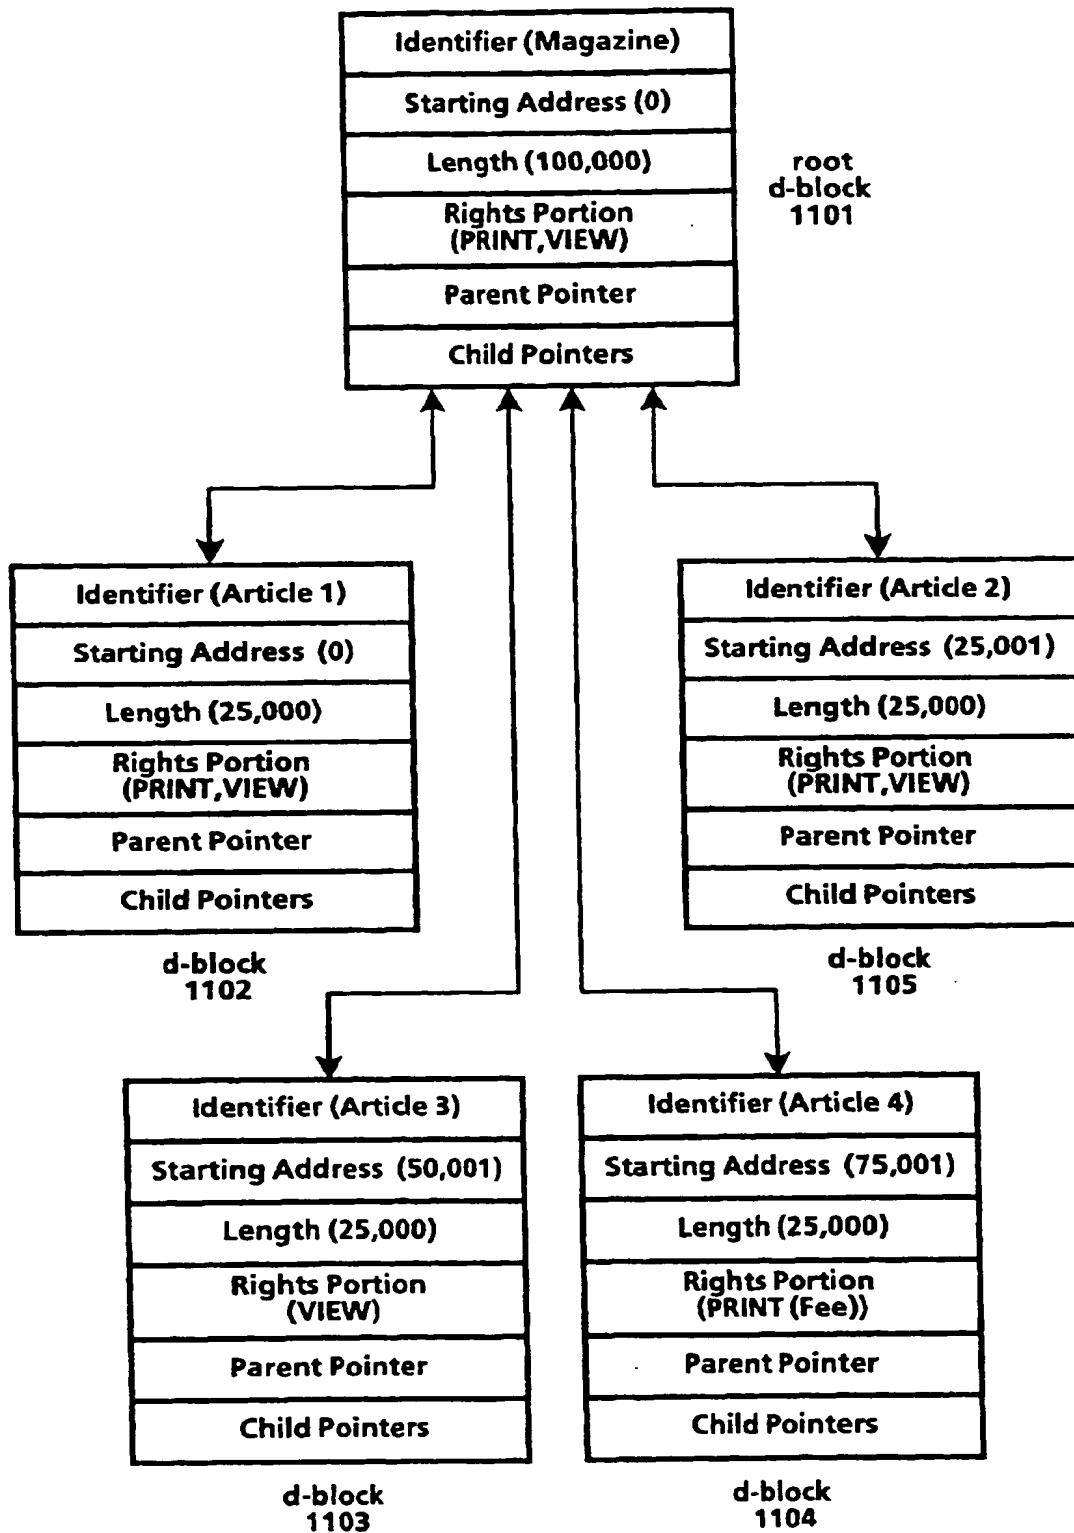 Identifier (Magazine)
Starting Address (0)
Length (100,000)
Rights Portion
(PRINT,VIEW)
Parent Pointer
Child Pointers
root
d-block
1101
Identifier (Article 1)
Starting Address (0)
Length (25,000)
Rights Portion
(PRINT,VIEW)
Parent Pointer
Child Pointers
d-block
1102
Identifier (Article 2)
Starting Address (25,001)
Length (25,000)
Rights Portion
(PRINT,VIEW)
Parent Pointer
Child Pointers
d-block
1105
Identifier (Article 3)
Starting Address (50,001)
Length (25,000)
Rights Portion
(VIEW)
Parent Pointer
Child Pointers
d-block
1103
Identifier (Article 4)
Starting Address (75,001)
Length (25,000)
Rights Portion
(PRINT (Fee))
Parent Pointer
Child Pointers
d-block
1104